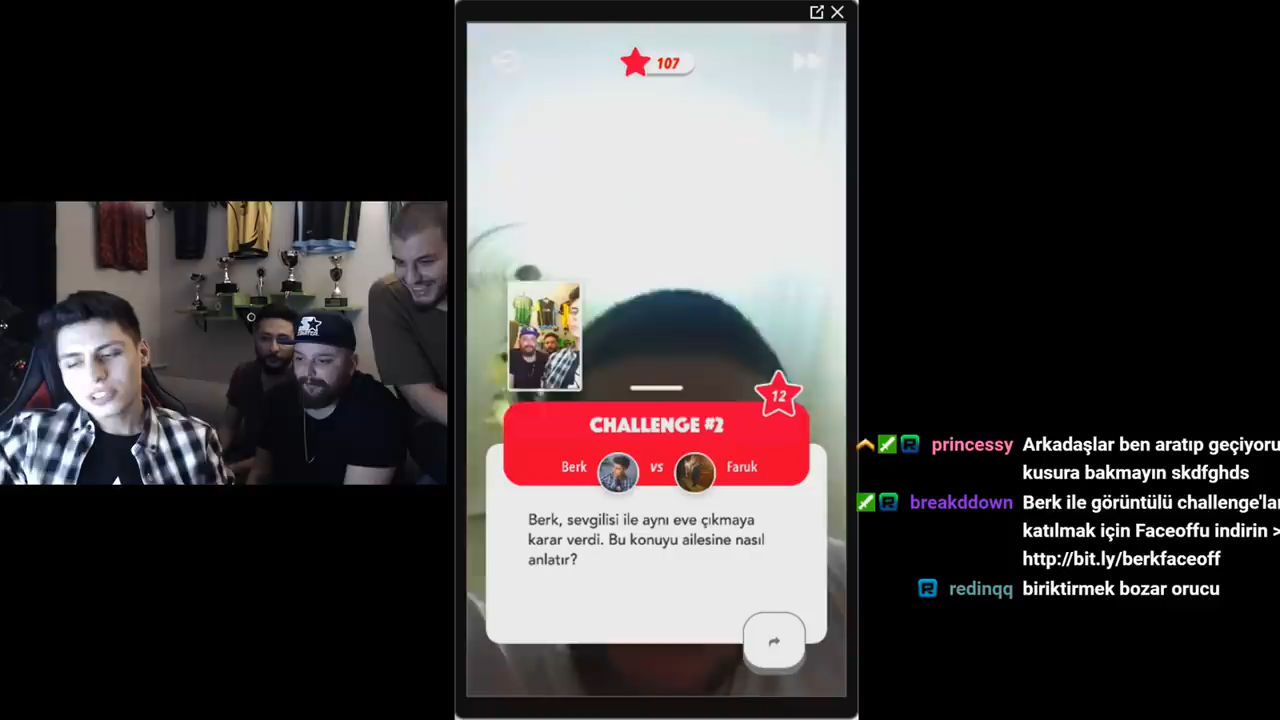 107
12
CHALLENGE #2
Berk vs Faruk
Berk, sevgilisi ile aynı eve çıkmaya
karar verdi. Bu konuyu ailesine nasıl
anlatır?
princessy Arkadaşlar ben aratıp geçiyoru
kusura bakmayın skdfghds
breakddown Berk ile görüntülü challenge'lar
katılmak için Faceoffu indirin >
http://bit.ly/berkfaceoff
redinqq biriktirmek bozar orucu